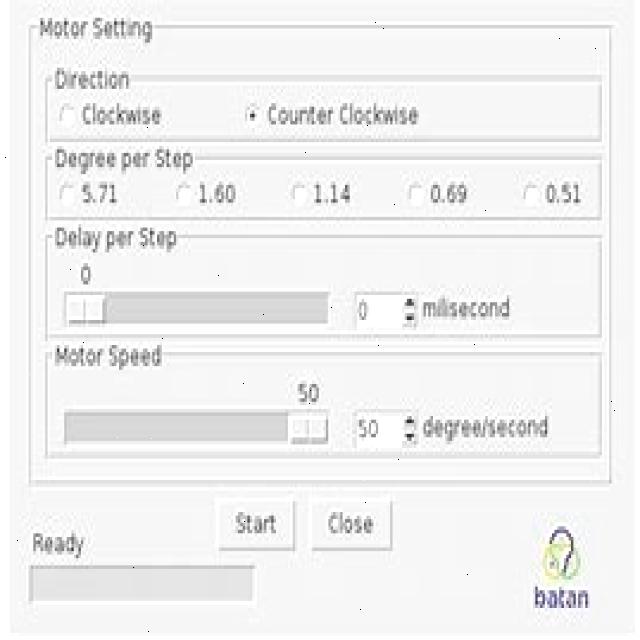 Motor Setting
Direction
Clockwise Counter Clockwise
Degree per Step
5.71 1.60 1.14 0.69 0.51
Delay per Step
0
0 milisecond
Motor Speed
50
50 degree/second
Start Close
Ready
batan